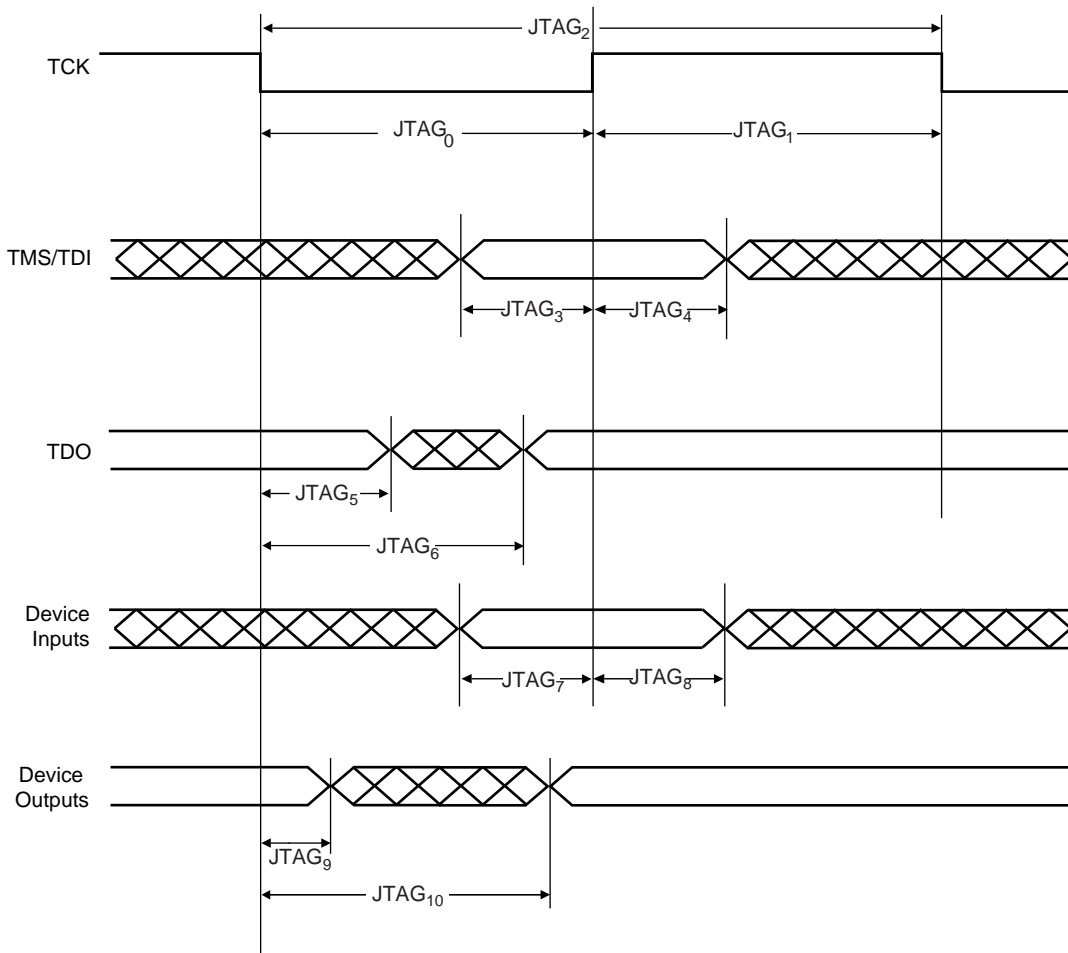 JTAG₂
TCK
JTAG₀
JTAG₁
TMS/TDI
JTAG₃
JTAG₄
TDO
JTAG₅
JTAG₆
Device
Inputs
JTAG₇
JTAG₈
Device
Outputs
JTAG₉
JTAG₁₀